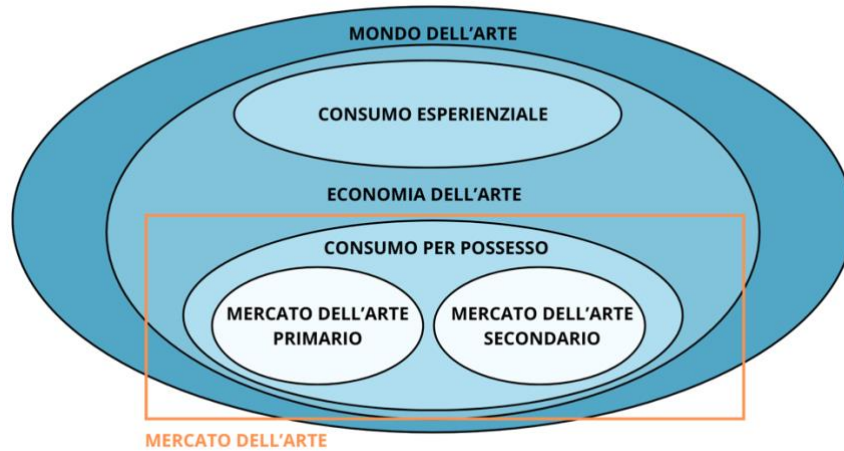 MONDO DELL'ARTE
CONSUMO ESPERIENZIALE
ECONOMIA DELL'ARTE
CONSUMO PER POSSESSO
MERCATO DELL'ARTE
PRIMARIO
MERCATO DELL'ARTE
SECONDARIO
MERCATO DELL'ARTE